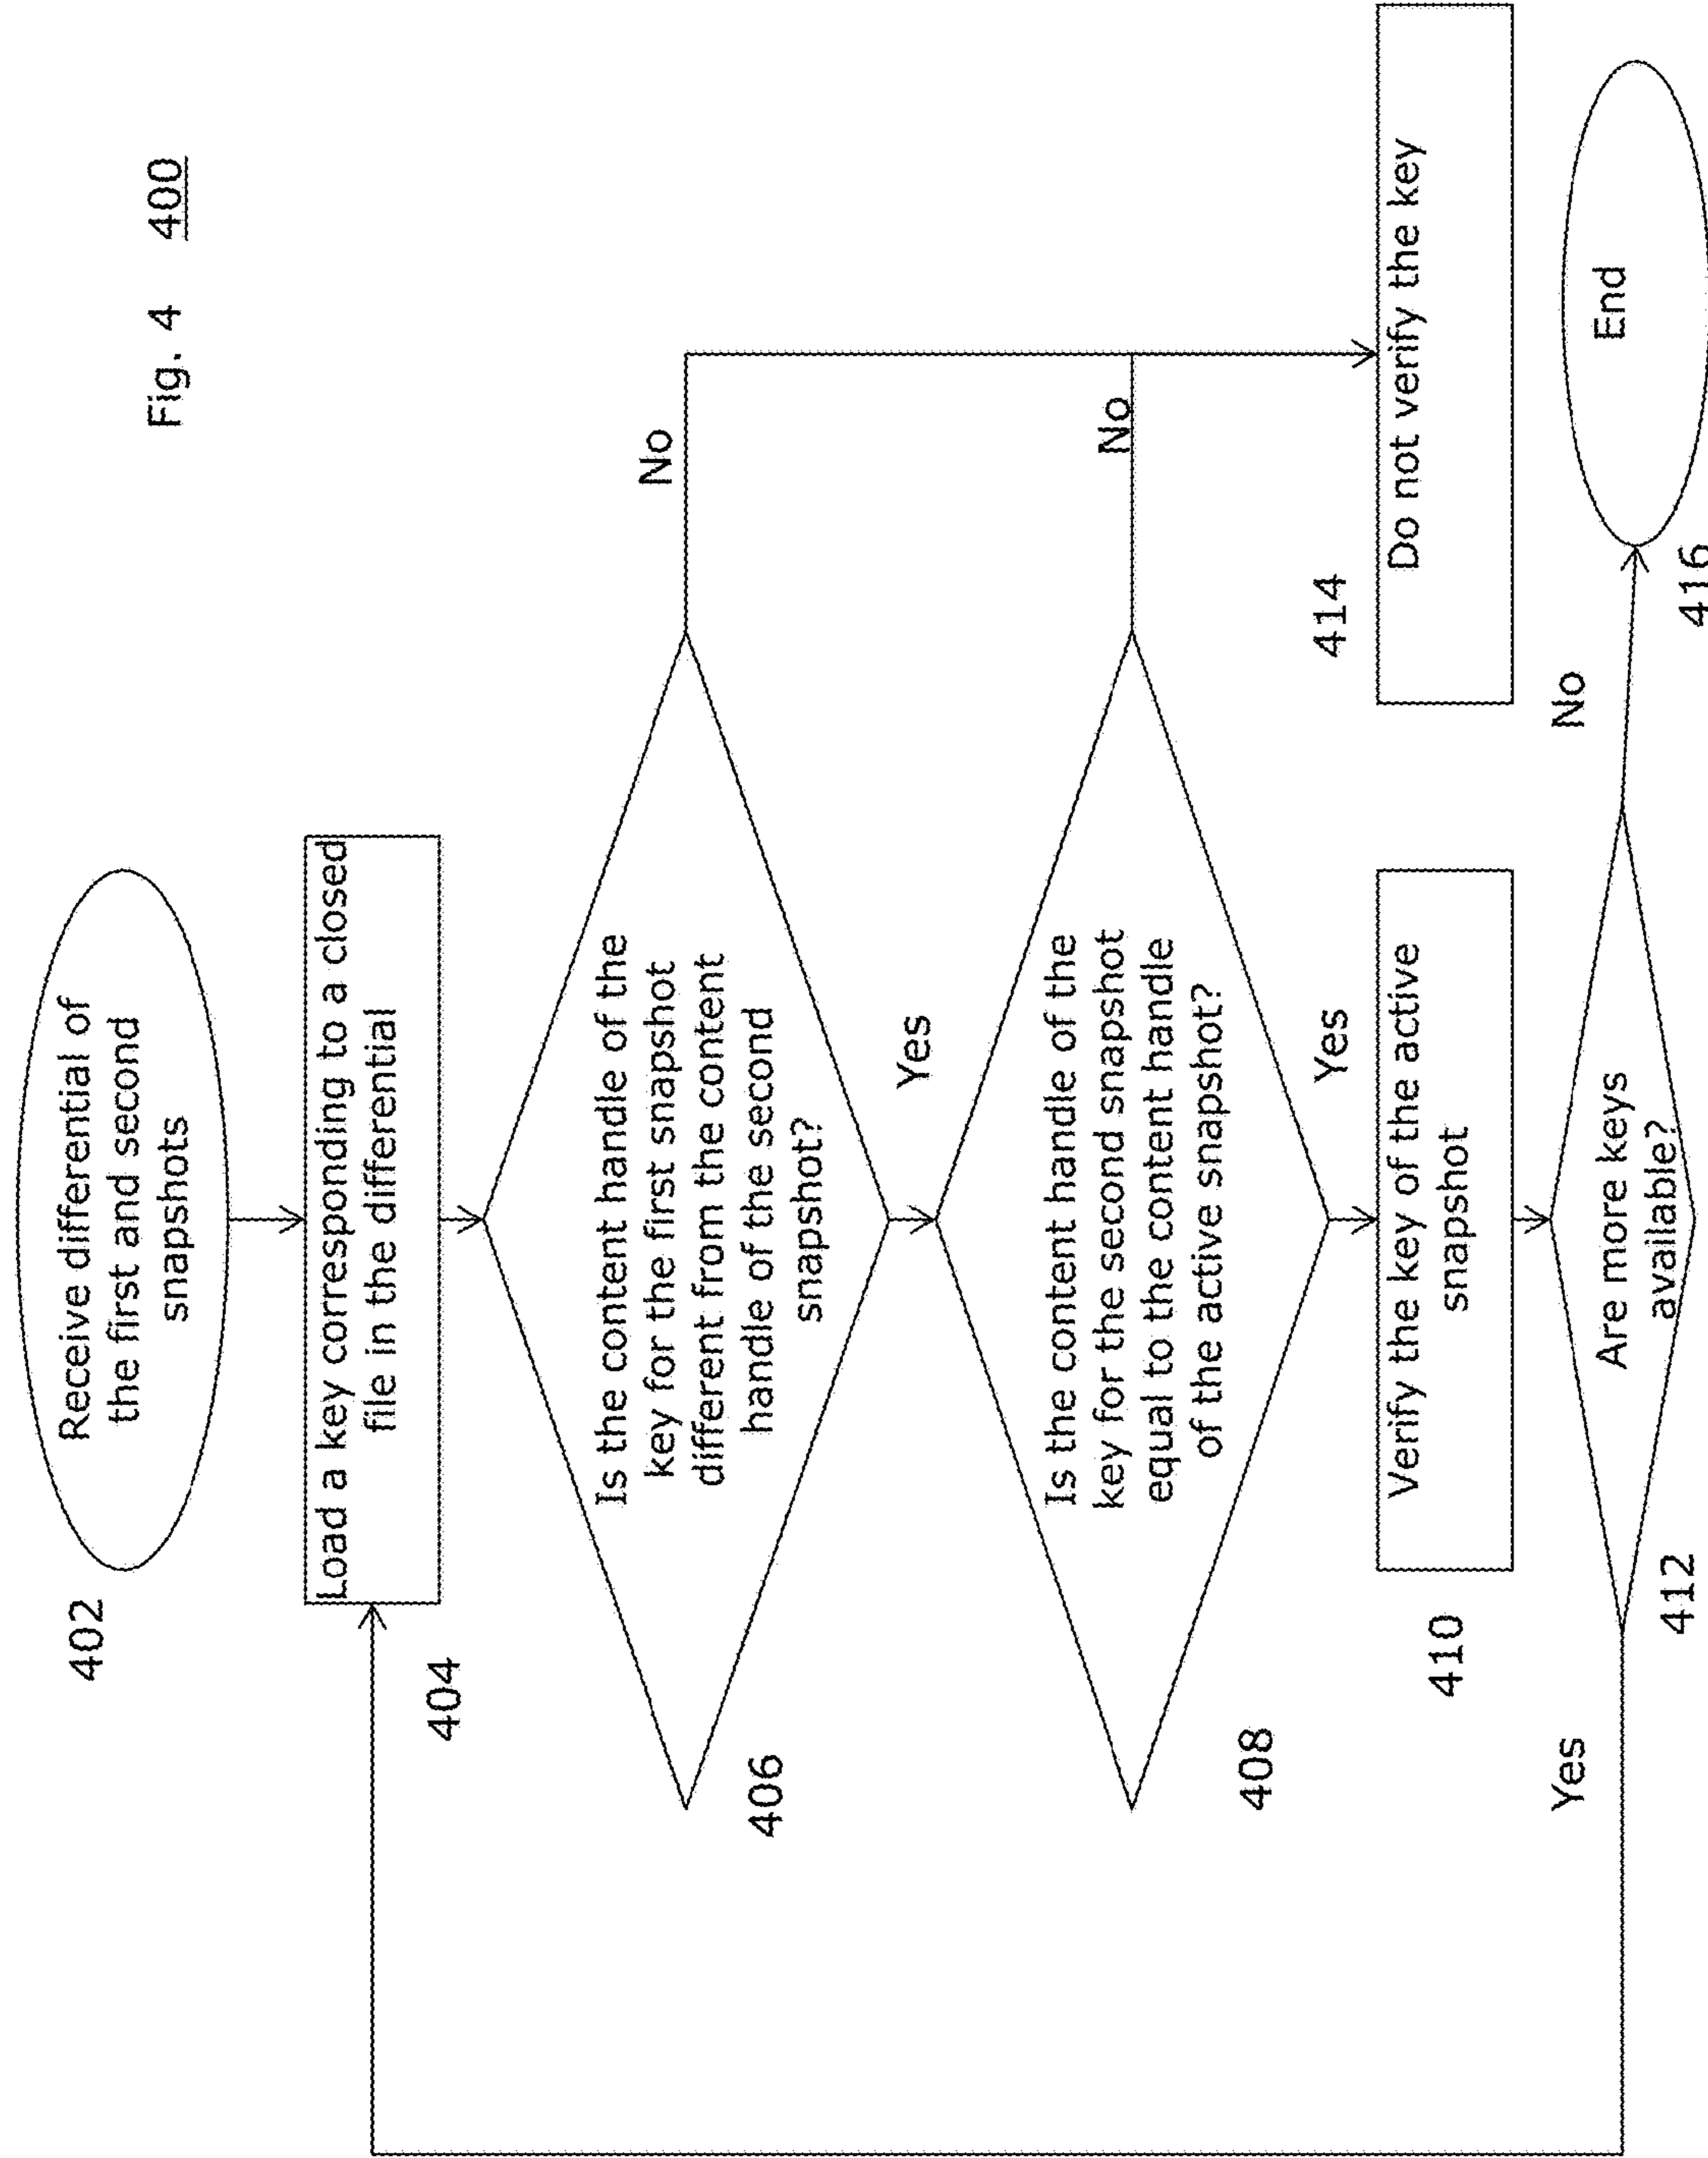 Fig. 4 400
Receive differential of
the first and second
snapshots
402
Load a key corresponding to a closed
file in the differential
404
Is the content handle of the
key for the first snapshot
different from the content
handle of the second
snapshot?
406
No
Yes
Is the content handle of the
key for the second snapshot
equal to the content handle
of the active snapshot?
408
No
Yes
Verify the key of the active
snapshot
410
414
Do not verify the key
Are more keys
available?
412
Yes
No
End
416